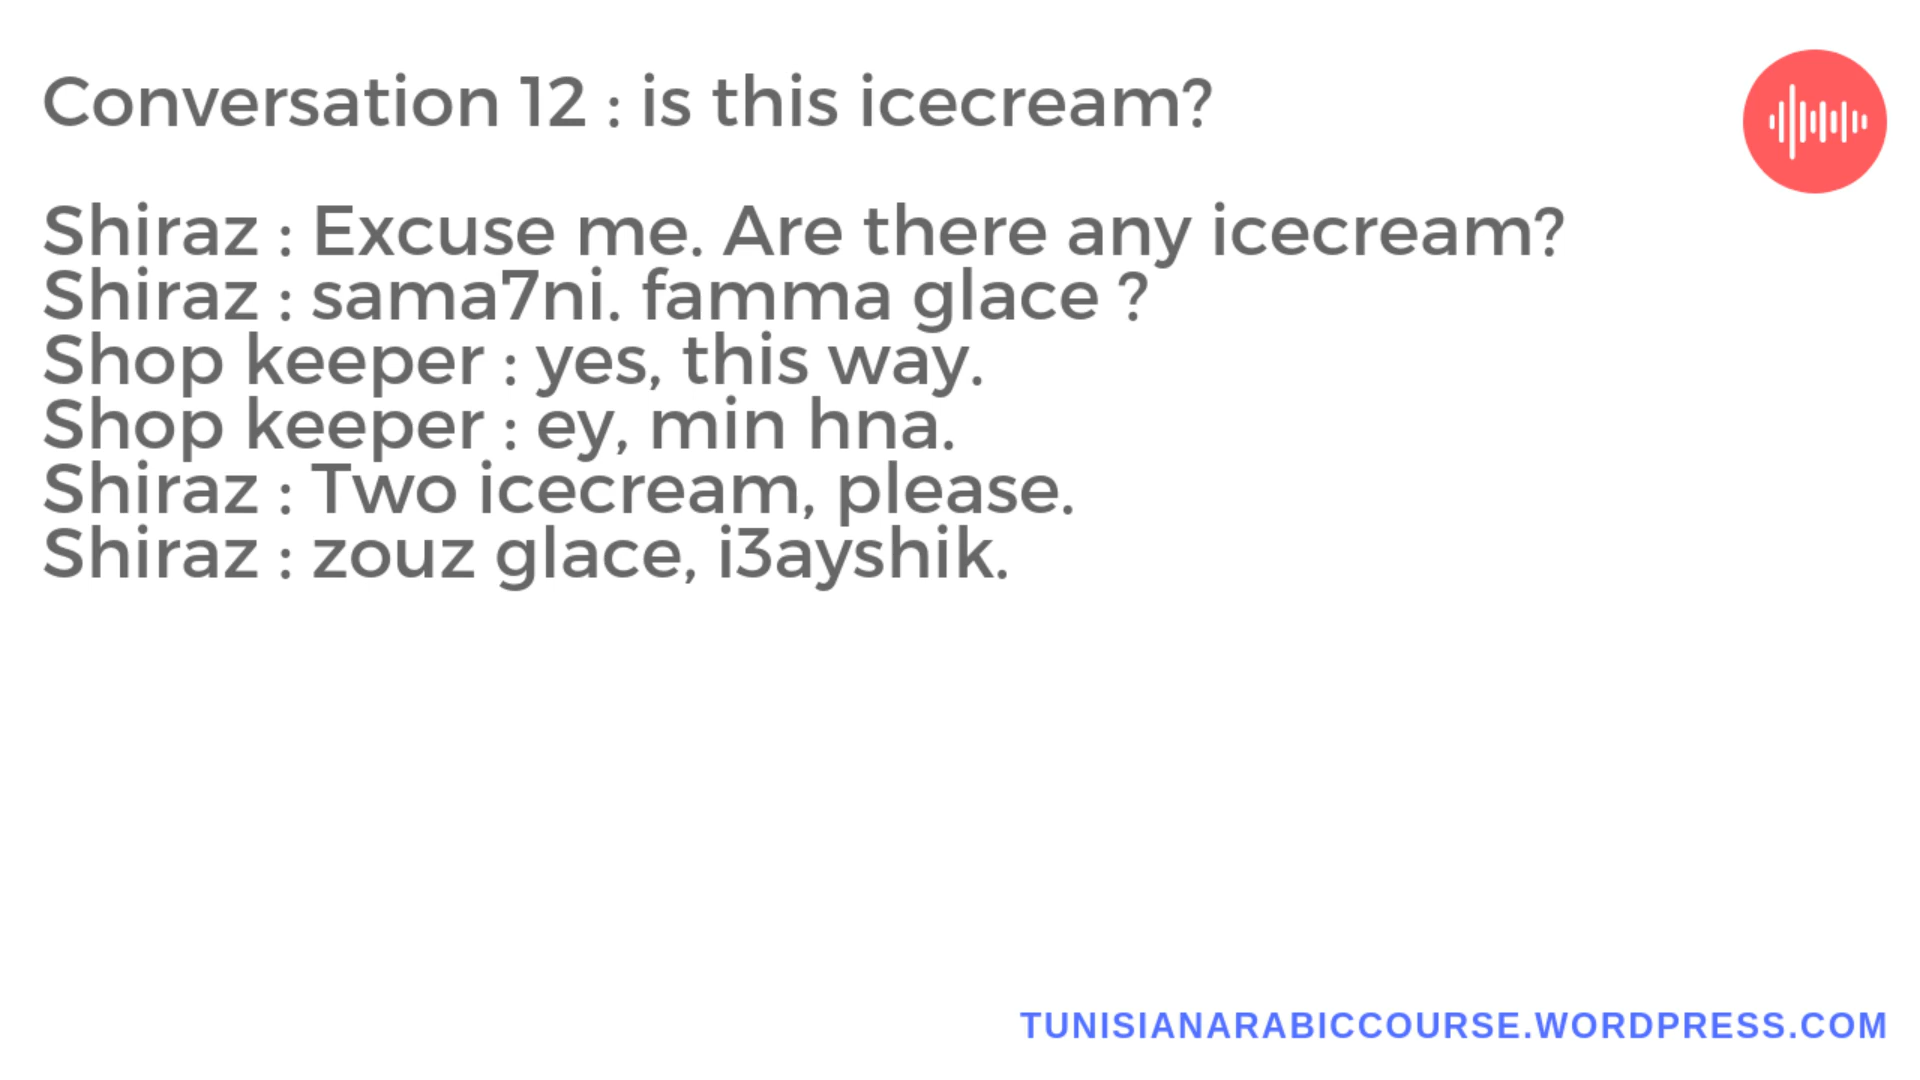 Conversation 12 : is this icecream?
Shiraz : Excuse me. Are there any icecream?
Shiraz : sama7ni. famma glace ?
Shop keeper : yes, this way.
Shop keeper : ey, min hna.
Shiraz : Two icecream, please.
Shiraz : zouz glace, i3ayshik.
TUNISIANARABICCOURSE.WORDPRESS.COM